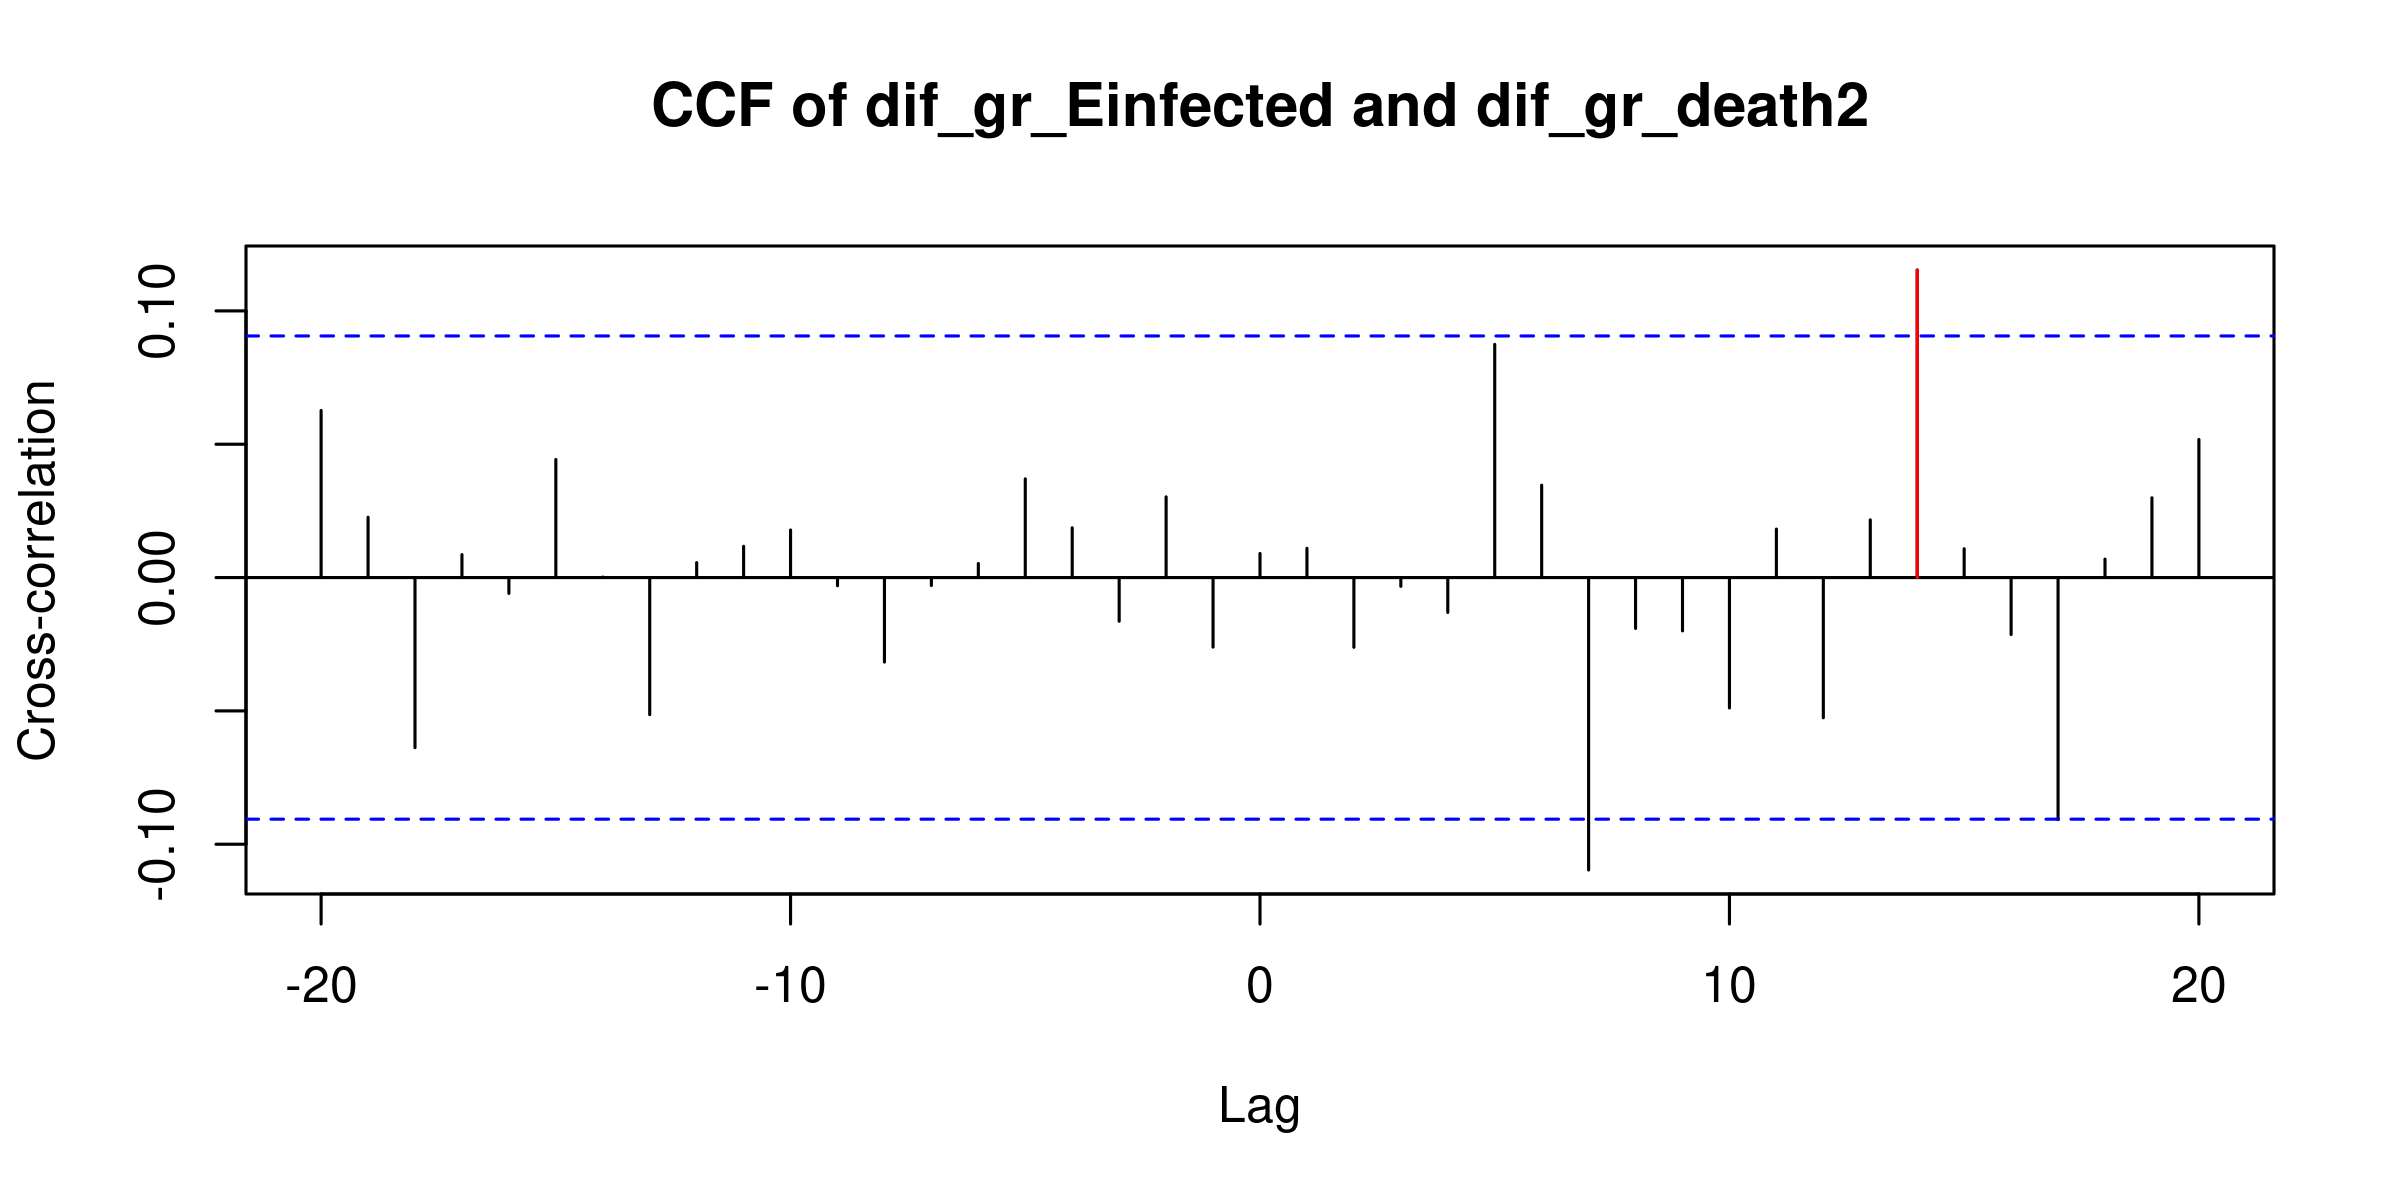 CCF of dif_gr_Einfected and dif_gr_death2
Cross-correlation
0.10
0.00
-0.10
-20 -10 0 10 20
Lag